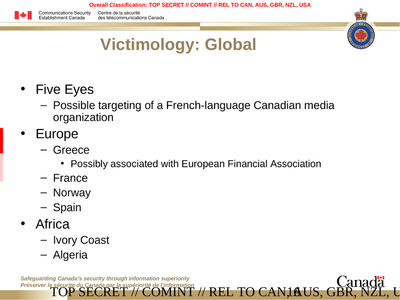 Overall Classification: TOP SECRET // COMINT // REL TO CAN, AUS, GBR, NZL, USA
Communications Security Establishment Canada
Centre de la sécurité des télécommunications Canada
Victimology: Global
• Five Eyes
– Possible targeting of a French-language Canadian media
organization
• Europe
– Greece
• Possibly associated with European Financial Association
– France
– Norway
– Spain
• Africa
– Ivory Coast
– Algeria
Safeguarding Canada's security through information superiority
Préserver la sécurité du Canada par la supériorité de l'information
Canada
TOP SECRET // COMINT // REL TO CAN, AUS, GBR, NZL, U